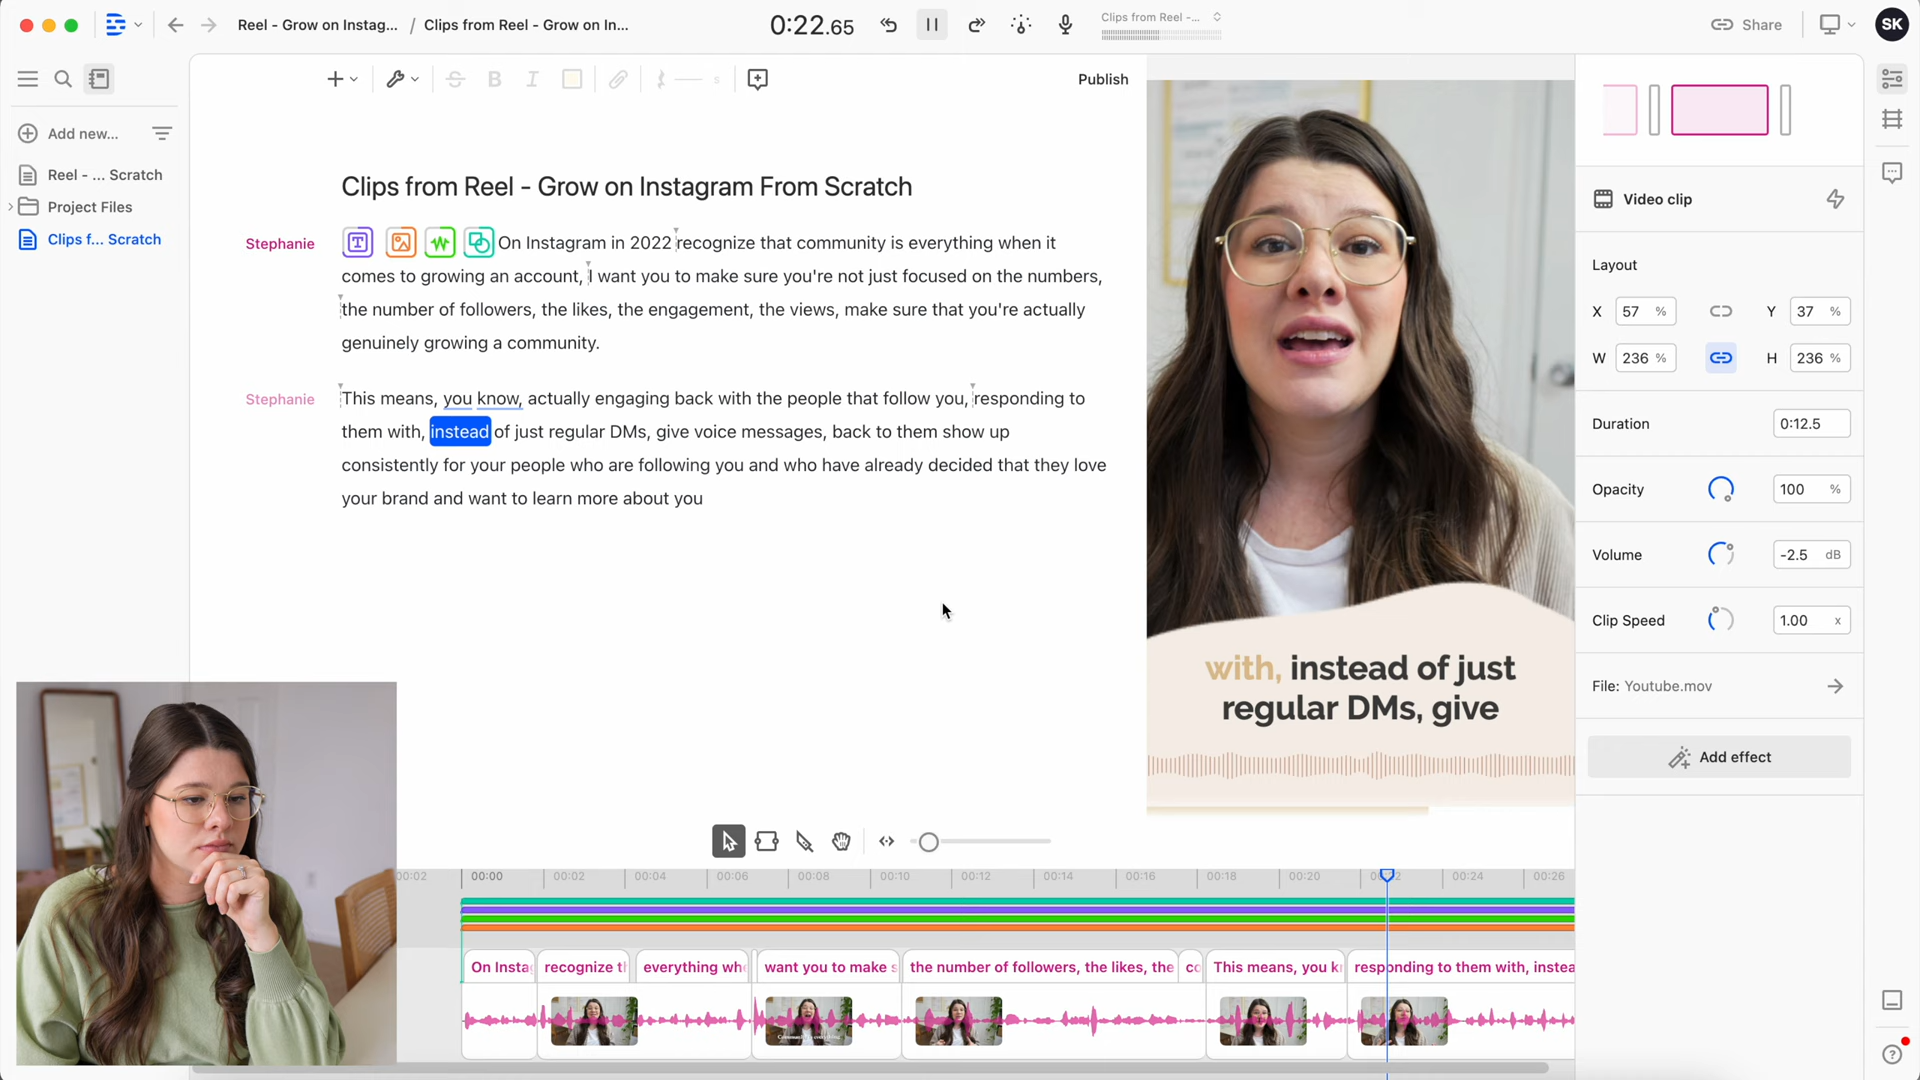 Reel - Grow on Instag... / Clips from Reel - Grow on In...
0:22.65
Clips from Reel -...
Share
SK
S B I
s
Publish
Add new...
Reel - ... Scratch
Project Files
Clips f... Scratch
Clips from Reel - Grow on Instagram From Scratch
Stephanie
T
On Instagram in 2022 recognize that community is everything when it
comes to growing an account, I want you to make sure you're not just focused on the numbers,
the number of followers, the likes, the engagement, the views, make sure that you're actually
genuinely growing a community.
Stephanie
This means, you know, actually engaging back with the people that follow you, responding to
them with, instead of just regular DMs, give voice messages, back to them show up
consistently for your people who are following you and who have already decided that they love
your brand and want to learn more about you
with, instead of just
regular DMs, give
Video clip
Layout
X 57 % Y 37 %
W 236 % H 236 %
Duration 0:12.5
Opacity 100 %
Volume -2.5 dB
Clip Speed 1.00 x
File: Youtube.mov
Add effect
00:02 00:00 00:02 00:04 00:06 00:08 00:10 00:12 00:14 00:16 00:18 00:20 00:24 00:26
On Insta recognize th everything whe want you to make s the number of followers, the likes, the co This means, you k responding to them with, instea